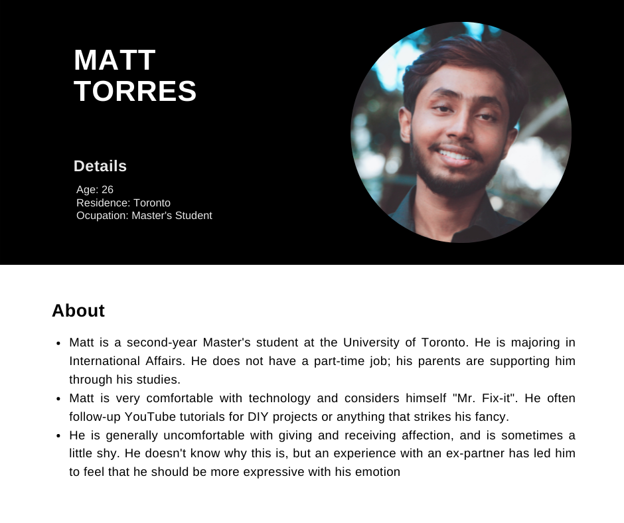 MATT
TORRES
Details
Age: 26
Residence: Toronto
Ocupation: Master's Student
About
• Matt is a second-year Master's student at the University of Toronto. He is majoring in
International Affairs. He does not have a part-time job; his parents are supporting him
through his studies.
• Matt is very comfortable with technology and considers himself "Mr. Fix-it". He often
follow-up YouTube tutorials for DIY projects or anything that strikes his fancy.
• He is generally uncomfortable with giving and receiving affection, and is sometimes a
little shy. He doesn't know why this is, but an experience with an ex-partner has led him
to feel that he should be more expressive with his emotion